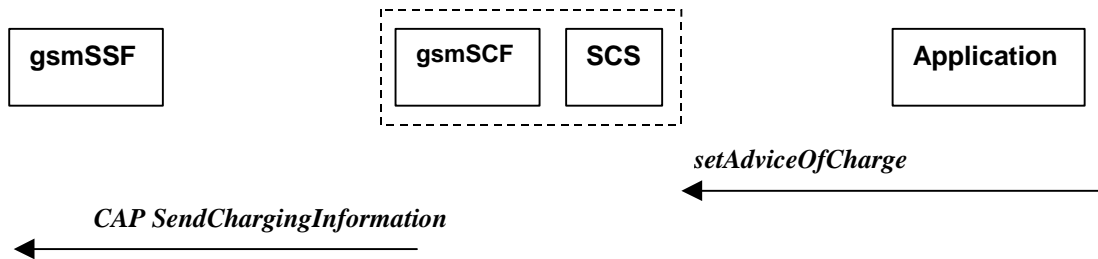 gsmSSF
gsmSCF
SCS
Application
setAdviceOfCharge
CAP SendChargingInformation